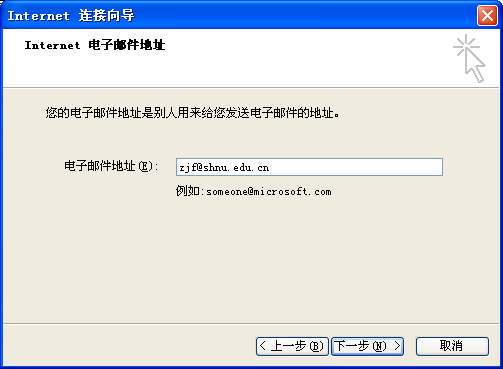 Internet 连接向导
Internet 电子邮件地址
您的电子邮件地址是别人用来给您发送电子邮件的地址。
电子邮件地址(E):
zjf@shnu.edu.cn
例如:someone@microsoft.com
< 上一步(B) 下一步(N) > 取消